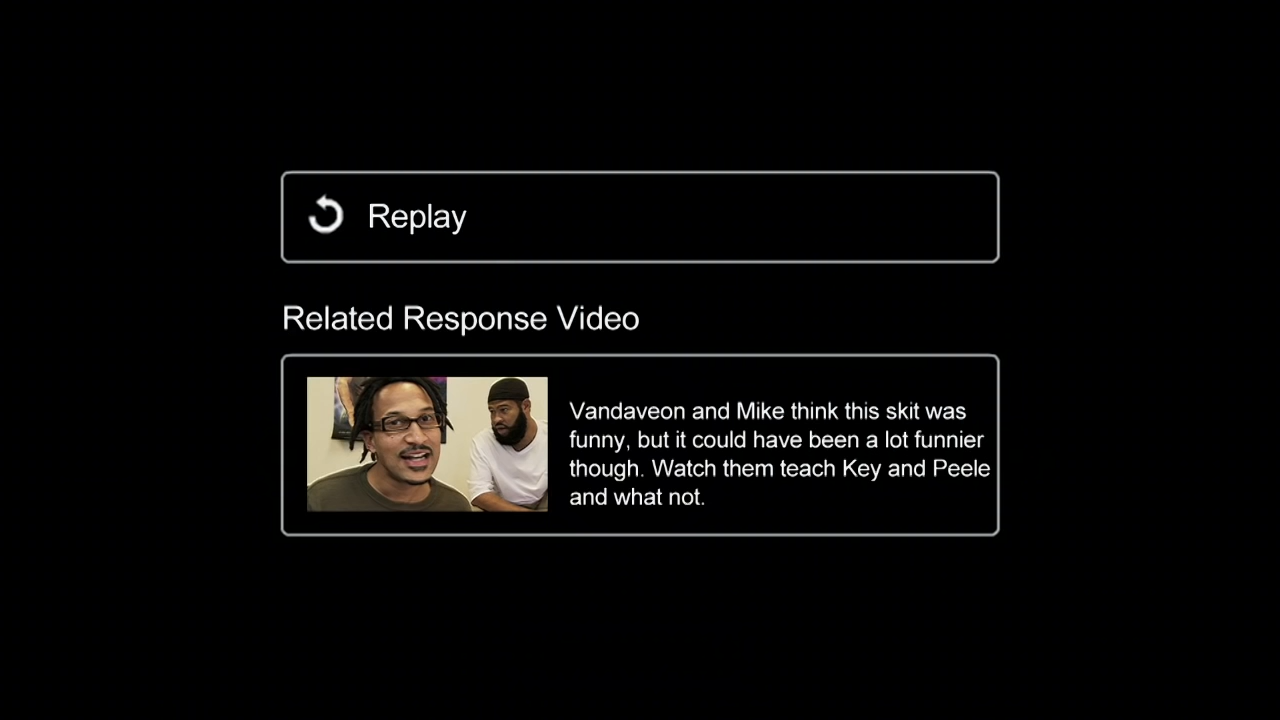 Replay
Related Response Video
Vandaveon and Mike think this skit was
funny, but it could have been a lot funnier
though. Watch them teach Key and Peele
and what not.